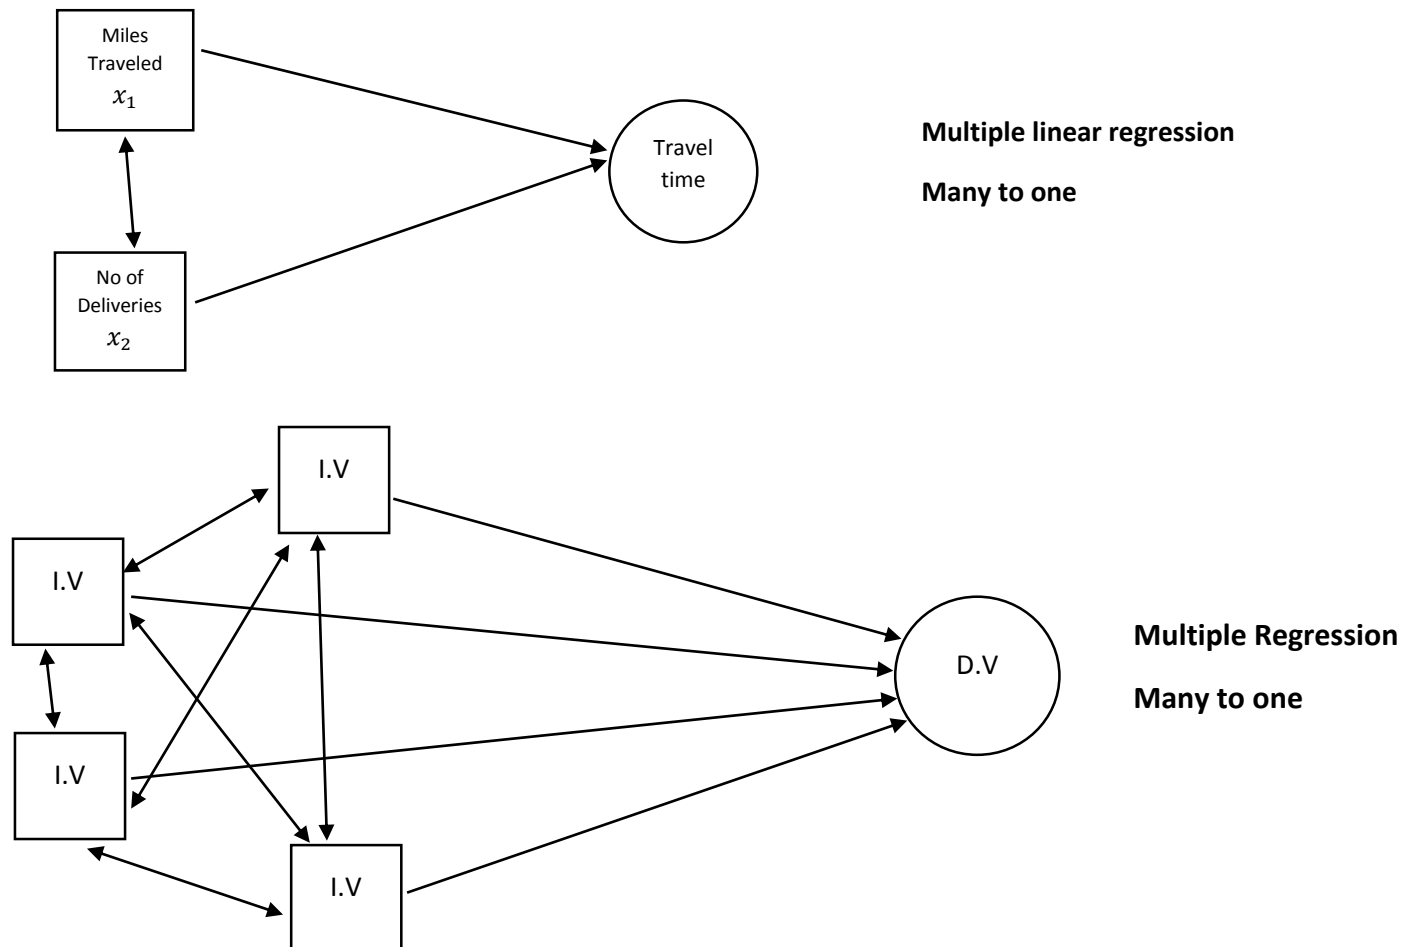 Miles
Traveled
x₁
Travel
time
Multiple linear regression
Many to one
No of
Deliveries
x₂
I.V
I.V
D.V
Multiple Regression
Many to one
I.V
I.V